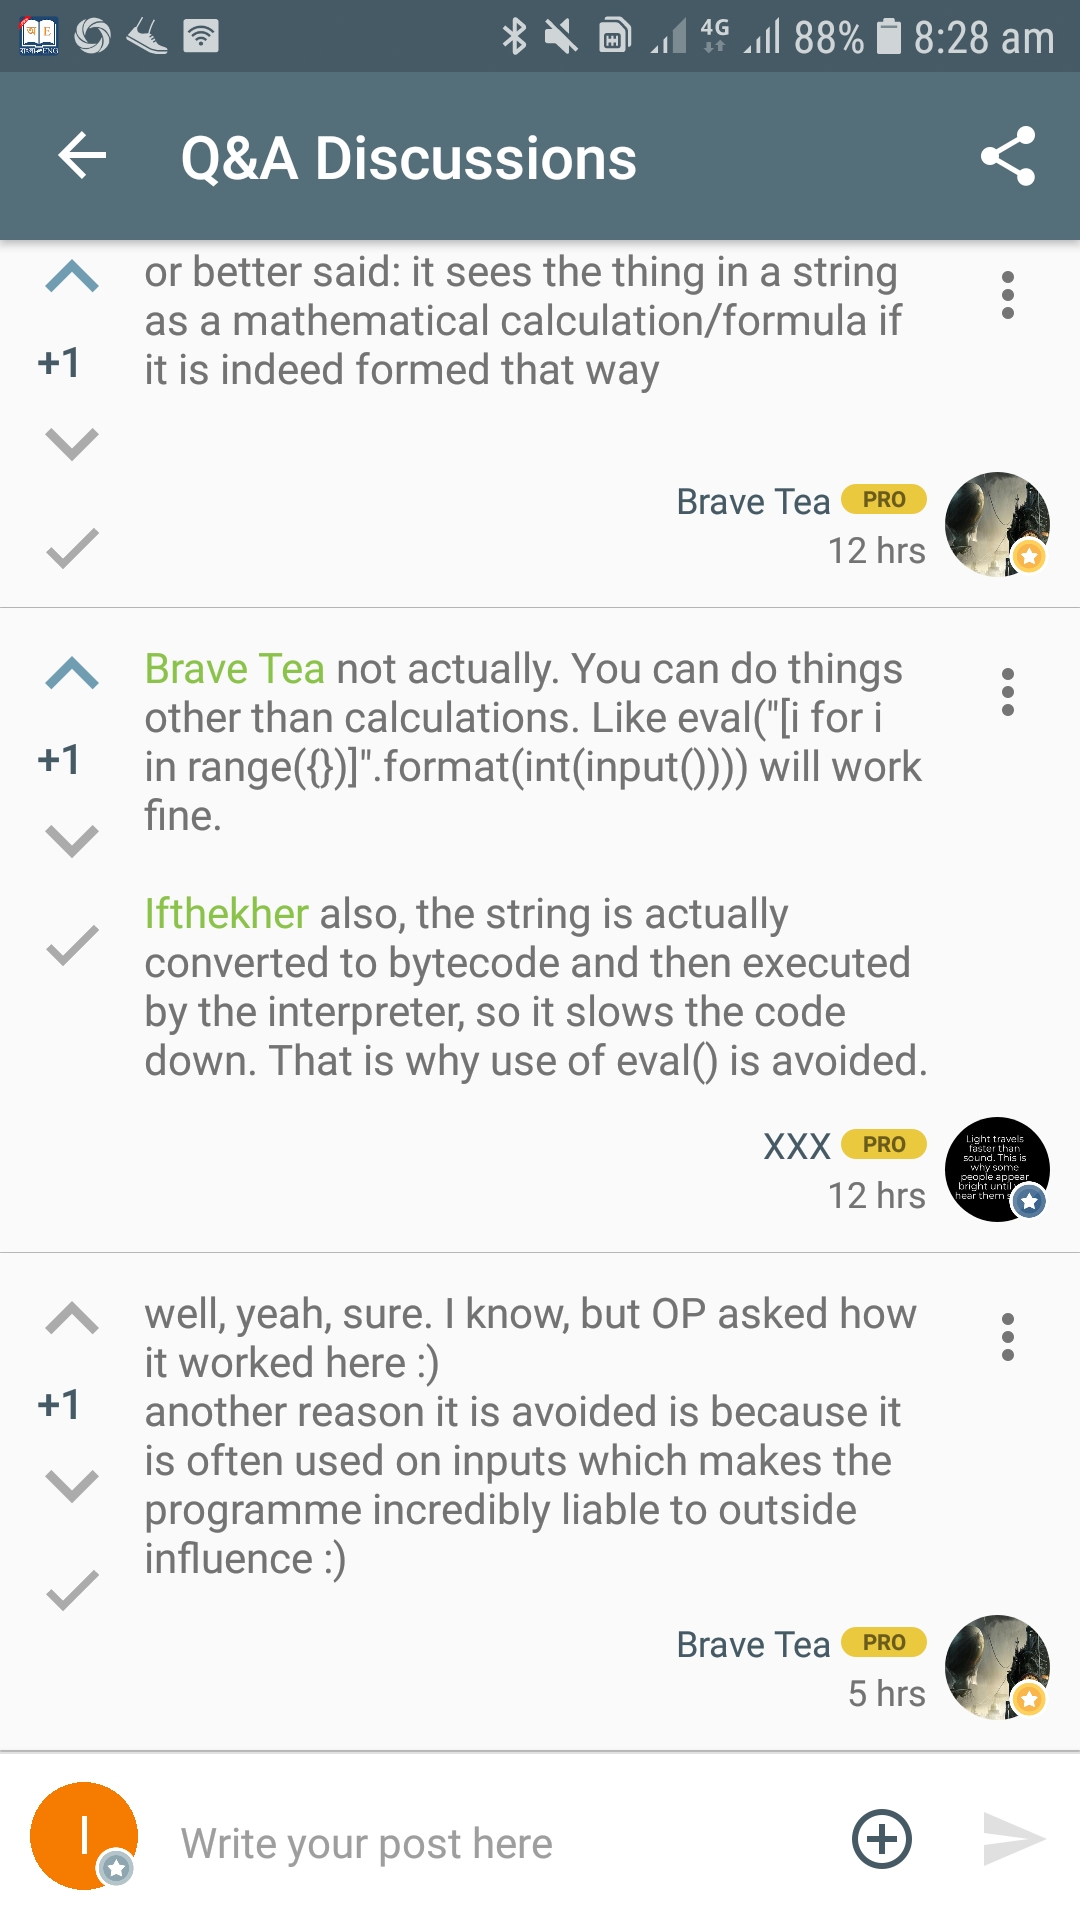 4G 88% 8:28 am
Q&A Discussions
or better said: it sees the thing in a string
as a mathematical calculation/formula if
it is indeed formed that way
+1
Brave Tea PRO
12 hrs
Brave Tea not actually. You can do things
other than calculations. Like eval("[i for i
in range({})]".format(int(input()))) will work
fine.
+1
Ifthekher also, the string is actually
converted to bytecode and then executed
by the interpreter, so it slows the code
down. That is why use of eval() is avoided.
XXX PRO
12 hrs
Light travels
faster than
sound. This is
why some
people appear
bright until
hear them
well, yeah, sure. I know, but OP asked how
it worked here :)
+1
another reason it is avoided is because it
is often used on inputs which makes the
programme incredibly liable to outside
influence :)
Brave Tea PRO
5 hrs
I
Write your post here